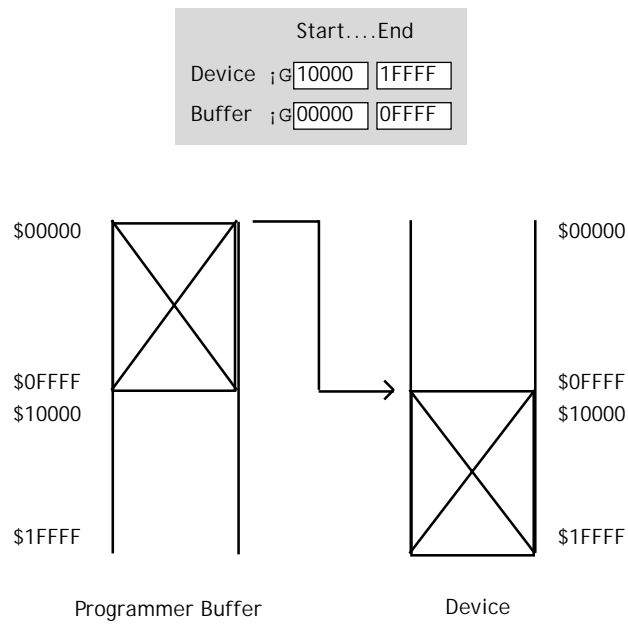 Start....End
Device ¡G 10000 1FFFF
Buffer ¡G 00000 0FFFF
$00000 $00000
$0FFFF $0FFFF
$10000 $10000
$1FFFF $1FFFF
Programmer Buffer Device